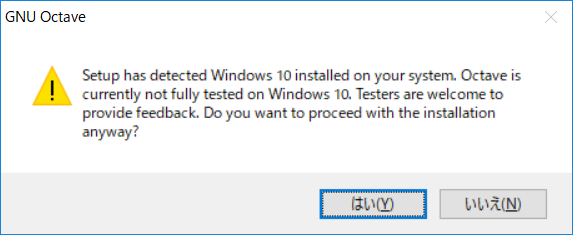 GNU Octave
Setup has detected Windows 10 installed on your system. Octave is
currently not fully tested on Windows 10. Testers are welcome to
provide feedback. Do you want to proceed with the installation
anyway?
はい(Y)
いいえ(N)